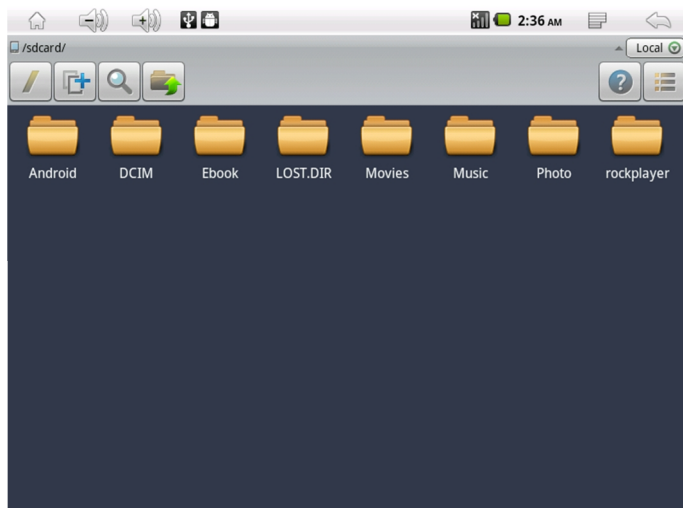 2:36 AM
/sdcard/
Local
Android DCIM Ebook LOST.DIR Movies Music Photo rockplayer